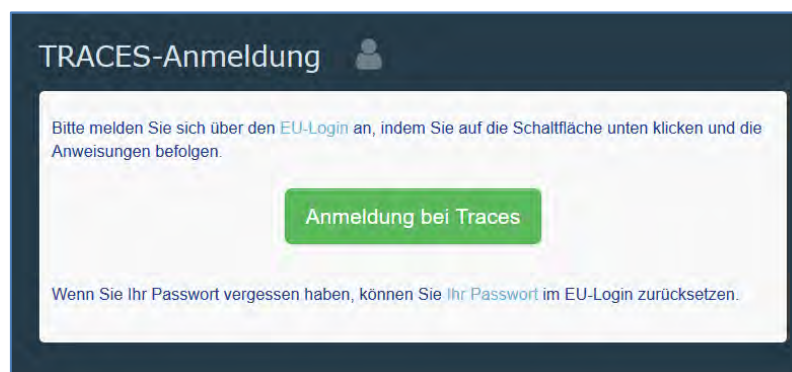 TRACES-Anmeldung
Bitte melden Sie sich über den EU-Login an, indem Sie auf die Schaltfläche unten klicken und die
Anweisungen befolgen.
Anmeldung bei Traces
Wenn Sie Ihr Passwort vergessen haben, können Sie Ihr Passwort im EU-Login zurücksetzen.